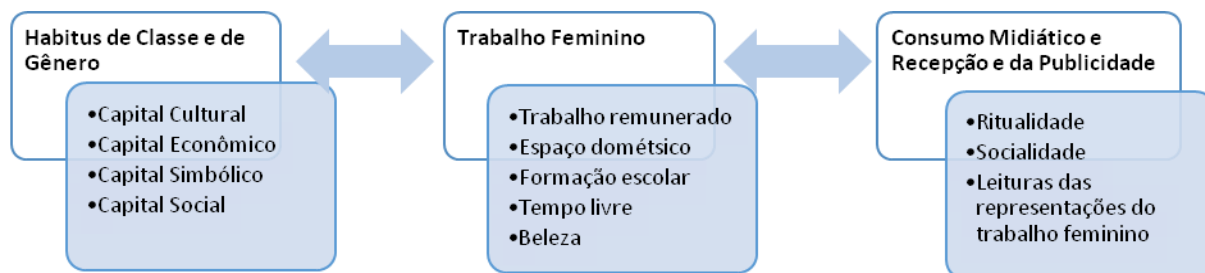 Habitus de Classe e de
Gênero
•Capital Cultural
•Capital Econômico
•Capital Simbólico
•Capital Social
Trabalho Feminino
•Trabalho remunerado
•Espaço dométsico
•Formação escolar
•Tempo livre
•Beleza
Consumo Midiático e
Recepção e da Publicidade
•Ritualidade
•Socialidade
•Leituras das
representações do
trabalho feminino